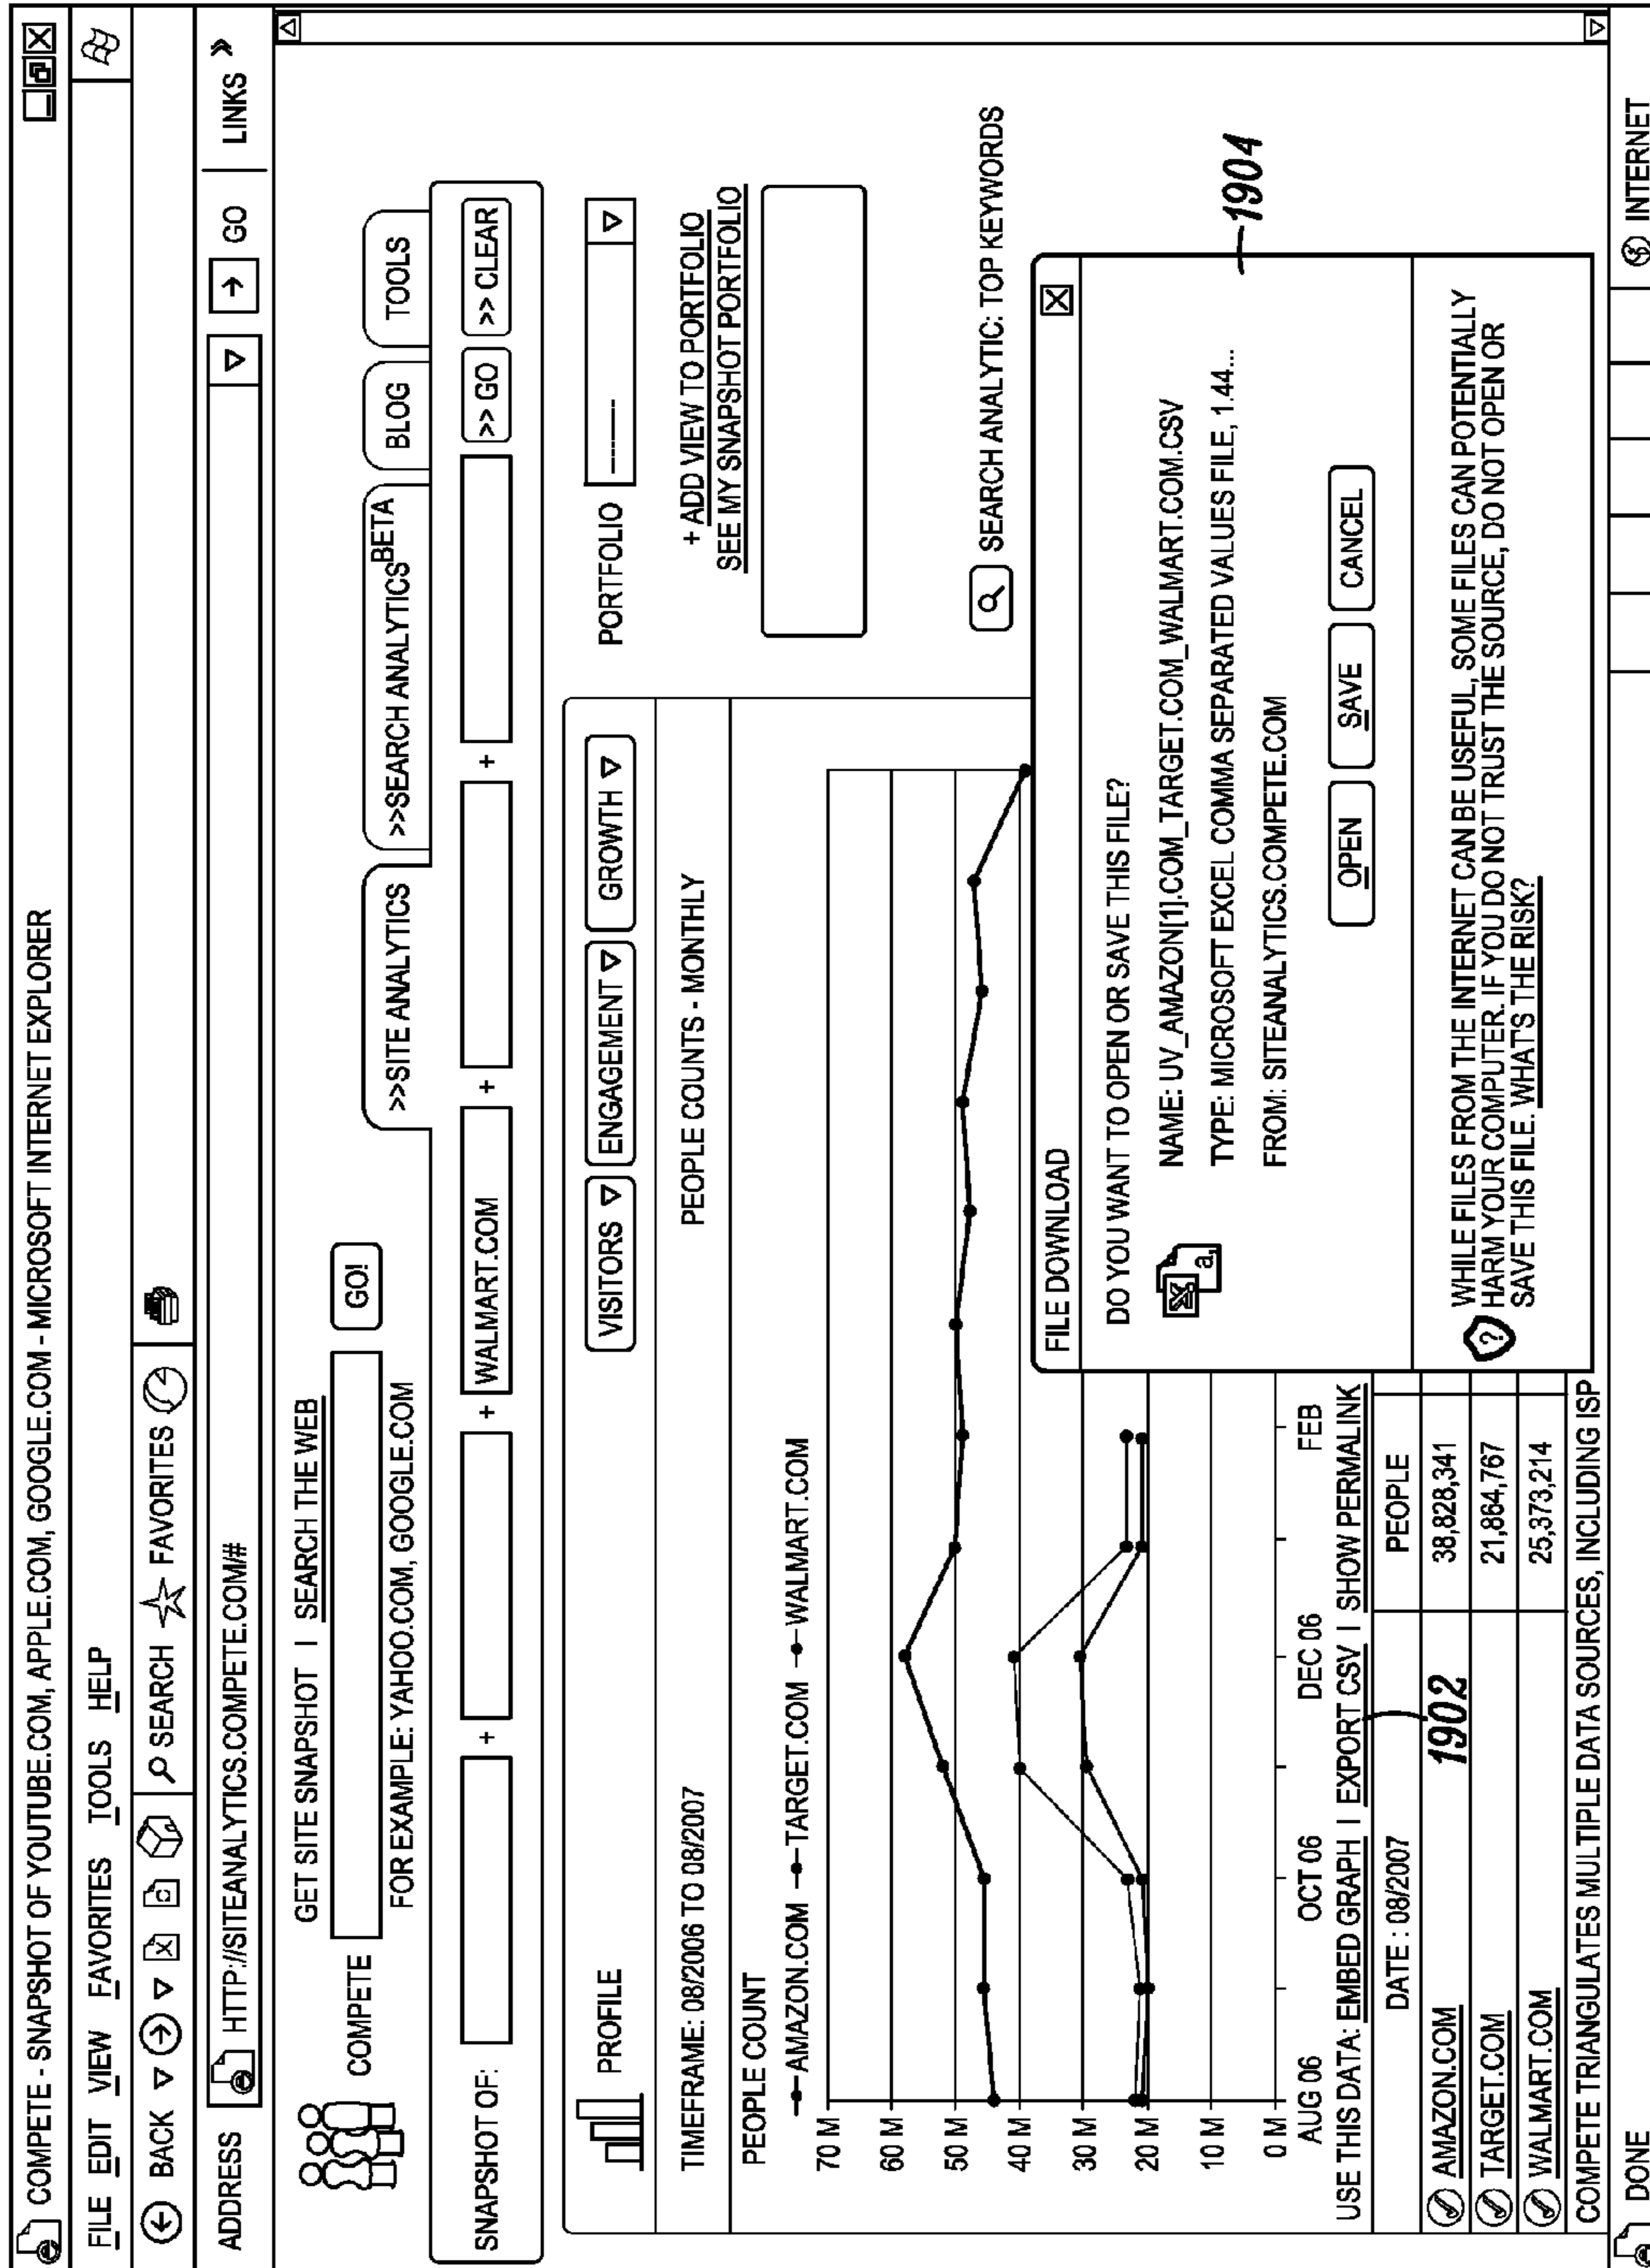 COMPETE - SNAPSHOT OF YOUTUBE.COM, APPLE.COM, GOOGLE.COM - MICROSOFT INTERNET EXPLORER
FILE EDIT VIEW FAVORITES TOOLS HELP
BACK SEARCH FAVORITES
ADDRESS HTTP://SITEANALYTICS.COMPETE.COM/# GO LINKS »
GET SITE SNAPSHOT | SEARCH THE WEB
COMPETE GO!
FOR EXAMPLE: YAHOO.COM, GOOGLE.COM
>>SITE ANALYTICS >>SEARCH ANALYTICS BETA BLOG TOOLS
SNAPSHOT OF: + + WALMART.COM + + >> GO >> CLEAR
PROFILE VISITORS ENGAGEMENT GROWTH
PORTFOLIO ------
TIMEFRAME: 08/2006 TO 08/2007 PEOPLE COUNTS - MONTHLY
+ ADD VIEW TO PORTFOLIO
SEE MY SNAPSHOT PORTFOLIO
PEOPLE COUNT
AMAZON.COM TARGET.COM WALMART.COM
70 M
60 M
50 M
40 M
30 M
20 M
10 M
0 M
AUG 06 OCT 06 DEC 06 FEB
SEARCH ANALYTIC: TOP KEYWORDS
USE THIS DATA: EMBED GRAPH | EXPORT CSV | SHOW PERMALINK
1902
DATE : 08/2007 PEOPLE
AMAZON.COM 38,828,341
TARGET.COM 21,864,767
WALMART.COM 25,373,214
COMPETE TRIANGULATES MULTIPLE DATA SOURCES, INCLUDING ISP
FILE DOWNLOAD
1904
DO YOU WANT TO OPEN OR SAVE THIS FILE?
a,
NAME: UV_AMAZON[1].COM_TARGET.COM_WALMART.COM.CSV
TYPE: MICROSOFT EXCEL COMMA SEPARATED VALUES FILE, 1.44...
FROM: SITEANALYTICS.COMPETE.COM
OPEN SAVE CANCEL
? WHILE FILES FROM THE INTERNET CAN BE USEFUL, SOME FILES CAN POTENTIALLY
HARM YOUR COMPUTER. IF YOU DO NOT TRUST THE SOURCE, DO NOT OPEN OR
SAVE THIS FILE. WHAT'S THE RISK?
DONE INTERNET